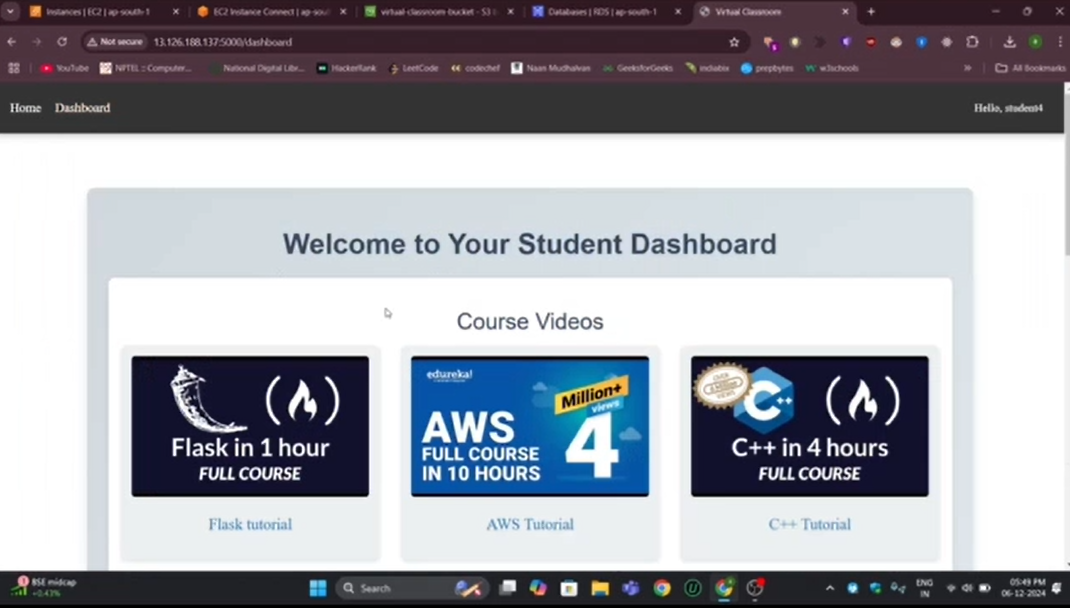 Instances | EC2 | ap-south-1
EC2 Instance Connect | ap-sout
virtual-classroom-bucket - S3 b
Databases | RDS | ap-south-1
Virtual Classroom
Not secure
13.126.188.137:5000/dashboard
YouTube
NPTEL :: Computer...
National Digital Libr...
HackerRank
LeetCode
codechef
Naan Mudhalvan
GeeksforGeeks
indiabix
prepbytes
w3schools
»
All Bookmarks
Home
Dashboard
Hello, student4
Welcome to Your Student Dashboard
Course Videos
Flask in 1 hour
FULL COURSE
Flask tutorial
edureka!
Million+
views
AWS
FULL COURSE
IN 10 HOURS
4
AWS Tutorial
C++
C++ in 4 hours
FULL COURSE
C++ Tutorial
1
BSE midcap
+0.43%
Search
ENG
IN
05:49 PM
06-12-2024